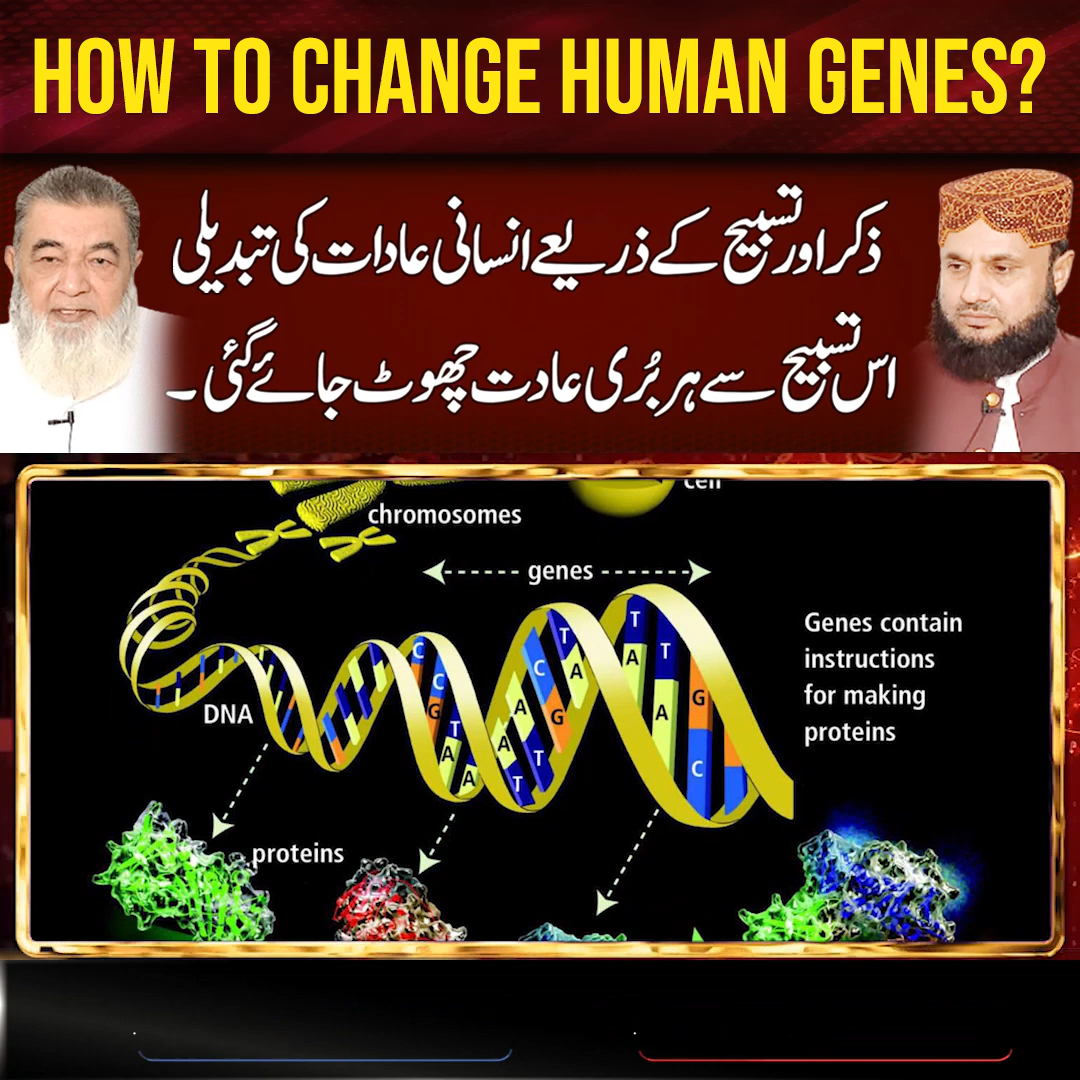 HOW TO CHANGE HUMAN GENES?
ذکر اور تسبیح کے ذریعے انسانی عادات کی تبدیلی
اس تسبیح سے ہر بُری عادت چھوٹ جائے گئی ۔
cell
chromosomes
genes
T
T
T
A
C
A
C
C
G
A
G
A
G
T
A
T
A
A
T
C
DNA
Genes contain
instructions
for making
proteins
proteins